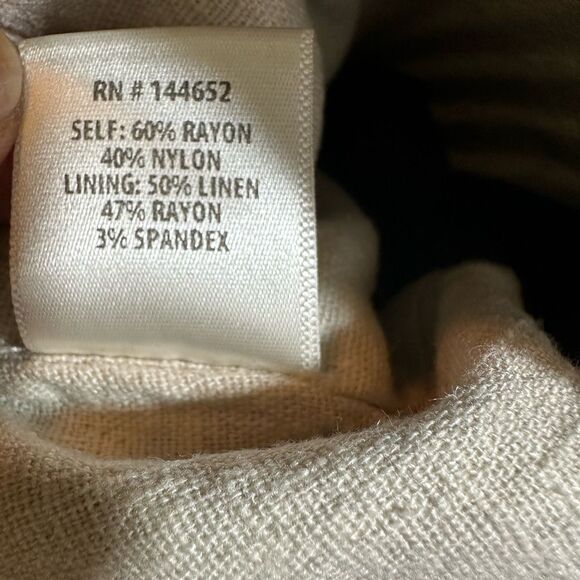 RN # 144652
SELF: 60% RAYON
40% NYLON
LINING: 50% LINEN
47% RAYON
3% SPANDEX